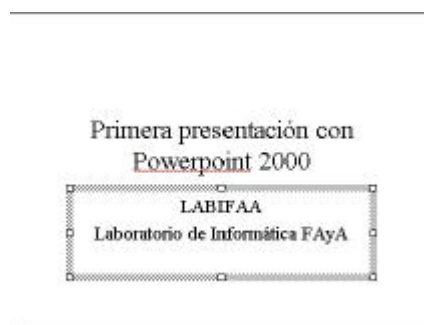 Primera presentación con
Powerpoint 2000
LABIFAA
Laboratorio de Informática FAyA